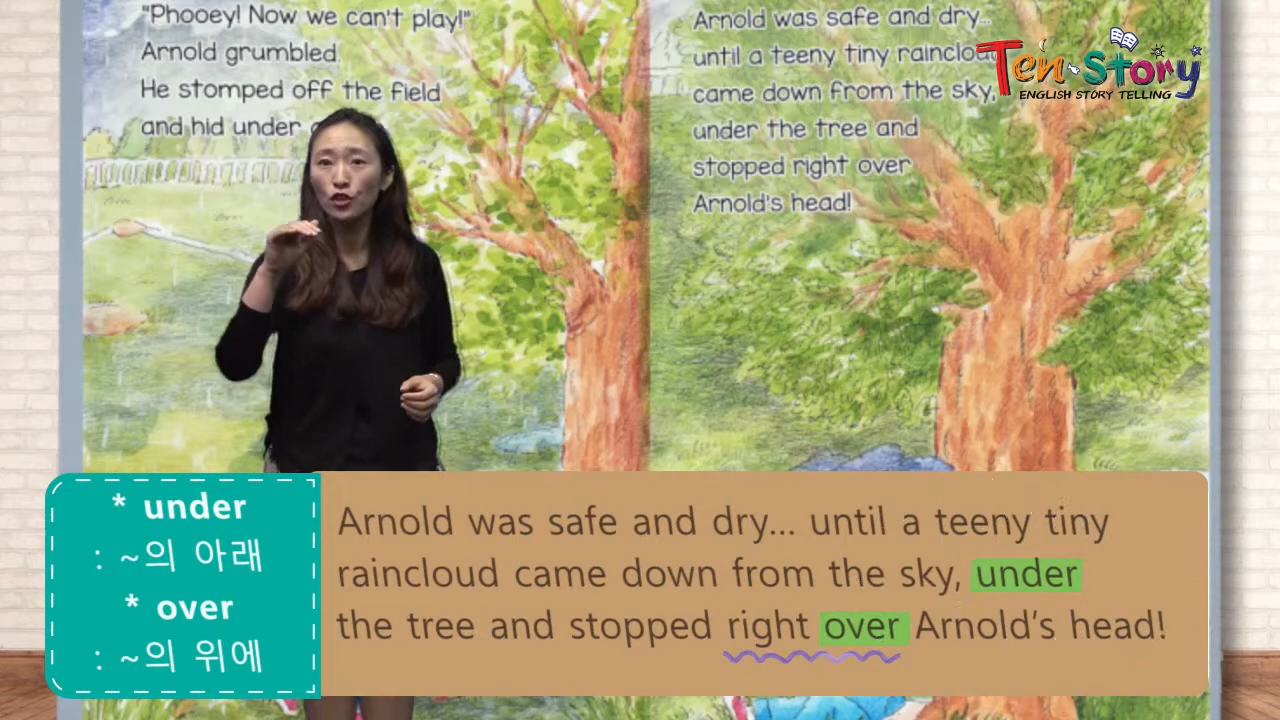 "Phooey! Now we can't play!"
Arnold grumbled.
He stomped off the field
and hid under
Arnold was safe and dry...
until a teeny tiny
came down from the sky,
under the tree and
stopped right over
Arnold's head!
Ten Story
ENGLISH STORY TELLING
* under
: ~의 아래
* over
: ~의 위에
Arnold was safe and dry... until a teeny tiny
raincloud came down from the sky, under
the tree and stopped right over Arnold's head!